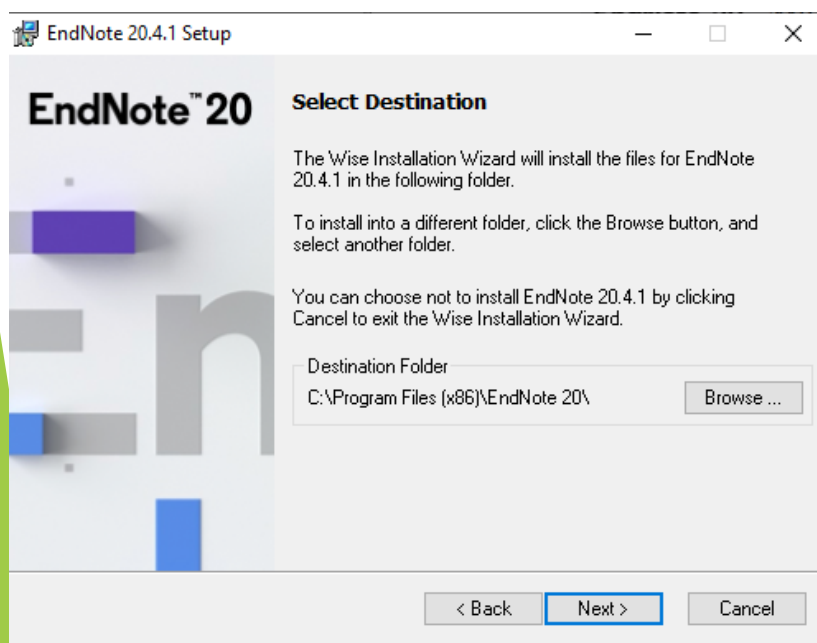 EndNote 20.4.1 Setup
EndNote™20
Select Destination
The Wise Installation Wizard will install the files for EndNote
20.4.1 in the following folder.
To install into a different folder, click the Browse button, and
select another folder.
You can choose not to install EndNote 20.4.1 by clicking
Cancel to exit the Wise Installation Wizard.
Destination Folder
C:\Program Files (x86)\EndNote 20\
Browse ...
< Back
Next >
Cancel